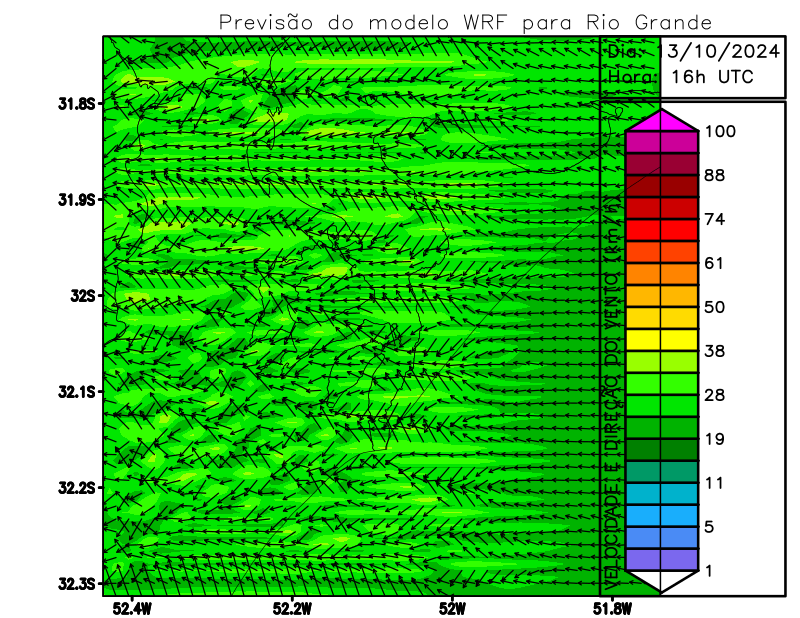 Previsão do modelo WRF para Rio Grande
Dia: 13/10/2024
Hora: 16h UTC
31.8S
31.9S
32S
32.1S
32.2S
32.3S
52.4W
52.2W
52W
51.8W
VELOCIDADE E DIREÇÃO DO VENTO (km/h)
100
88
74
61
50
38
28
19
11
5
1